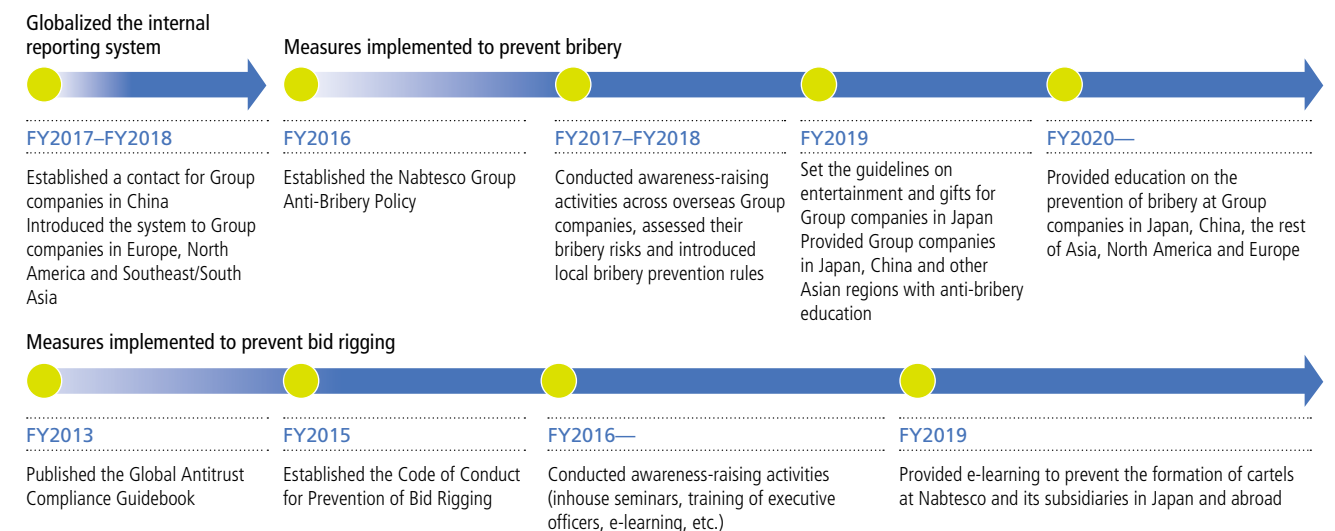 Globalized the internal
reporting system
FY2017–FY2018
Established a contact for Group
companies in China
Introduced the system to Group
companies in Europe, North
America and Southeast/South
Asia
Measures implemented to prevent bribery
FY2016
Established the Nabtesco Group
Anti-Bribery Policy
FY2017–FY2018
Conducted awareness-raising
activities across overseas Group
companies, assessed their
bribery risks and introduced
local bribery prevention rules
FY2019
Set the guidelines on
entertainment and gifts for
Group companies in Japan
Provided Group companies
in Japan, China and other
Asian regions with anti-bribery
education
FY2020—
Provided education on the
prevention of bribery at Group
companies in Japan, China, the rest
of Asia, North America and Europe
Measures implemented to prevent bid rigging
FY2013
Published the Global Antitrust
Compliance Guidebook
FY2015
Established the Code of Conduct
for Prevention of Bid Rigging
FY2016—
Conducted awareness-raising activities
(inhouse seminars, training of executive
officers, e-learning, etc.)
FY2019
Provided e-learning to prevent the formation of cartels
at Nabtesco and its subsidiaries in Japan and abroad